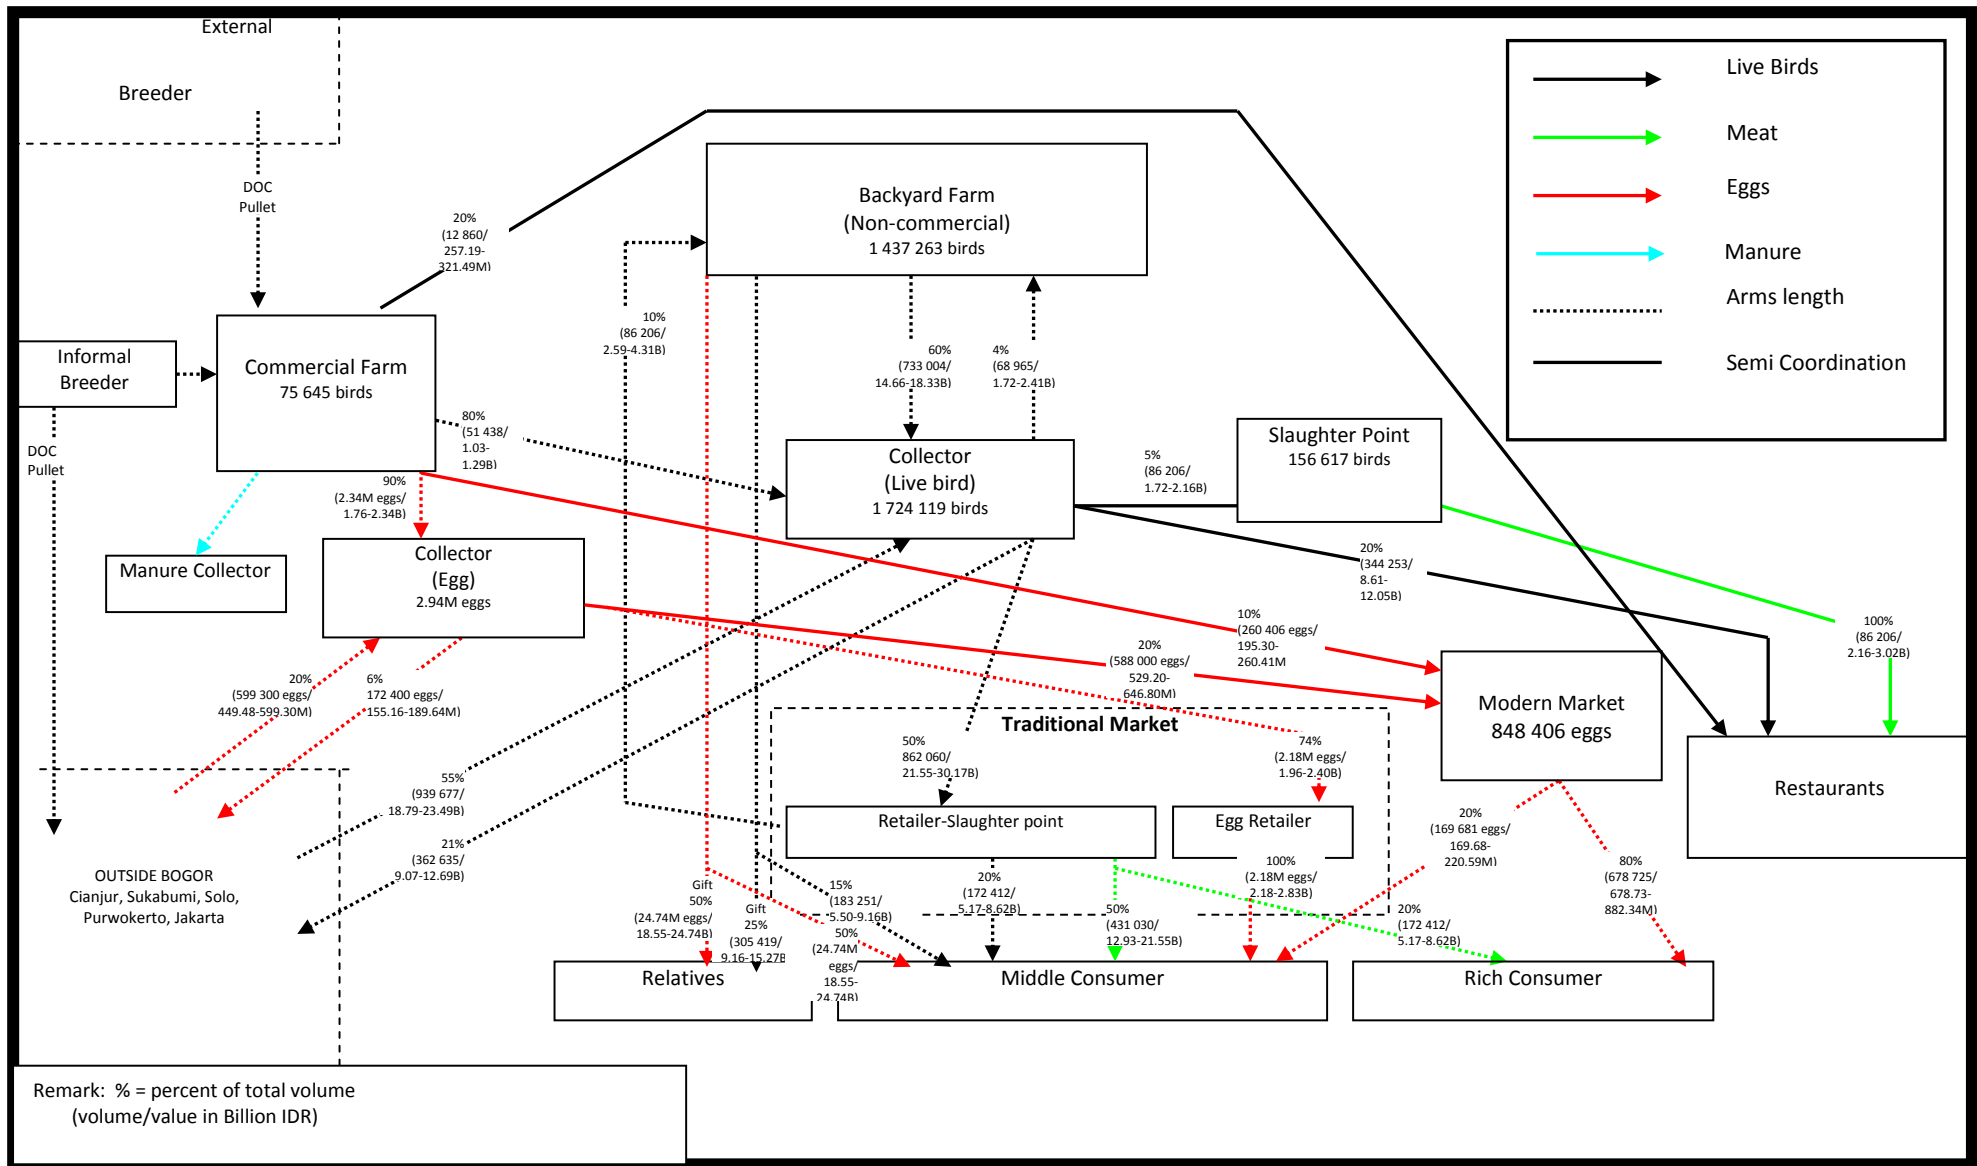 External
Breeder
DOC
Pullet
Live Birds
Meat
Eggs
Manure
Arms length
Semi Coordination
Backyard Farm
(Non-commercial)
1 437 263 birds
20%
(12 860/
257.19-
321.49M)
Informal
Breeder
Commercial Farm
75 645 birds
10%
(86 206/
2.59-4.31B)
60%
(733 004/
14.66-18.33B)
4%
(68 965/
1.72-2.41B)
DOC
Pullet
80%
(51 438/
1.03-
1.29B)
90%
(2.34M eggs/
1.76-2.34B)
Collector
(Live bird)
1 724 119 birds
5%
(86 206/
1.72-2.16B)
Slaughter Point
156 617 birds
Manure Collector
Collector
(Egg)
2.94M eggs
20%
(344 253/
8.61-
12.05B)
10%
(260 406 eggs/
195.30-
260.41M
100%
(86 206/
2.16-3.02B)
20%
(588 000 eggs/
529.20-
646.80M)
20%
(599 300 eggs/
449.48-599.30M)
6%
172 400 eggs/
155.16-189.64M)
Modern Market
848 406 eggs
Traditional Market
50%
862 060/
21.55-30.17B)
74%
(2.18M eggs/
1.96-2.40B)
Restaurants
55%
(939 677/
18.79-23.49B)
Retailer-Slaughter point
Egg Retailer
20%
(169 681 eggs/
169.68-
220.59M)
21%
(362 635/
9.07-12.69B)
80%
(678 725/
678.73-
882.34M)
OUTSIDE BOGOR
Cianjur, Sukabumi, Solo,
Purwokerto, Jakarta
Gift
50%
(24.74M eggs/
18.55-24.74B)
Gift
25%
(305 419/
9.16-15.27B
15%
(183 251/
5.50-9.16B)
50%
(24.74M
eggs/
18.55-
24.74B)
20%
(172 412/
5.17-8.62B)
50%
(431 030/
12.93-21.55B)
100%
(2.18M eggs/
2.18-2.83B)
20%
(172 412/
5.17-8.62B)
Relatives
Middle Consumer
Rich Consumer
Remark: % = percent of total volume
(volume/value in Billion IDR)